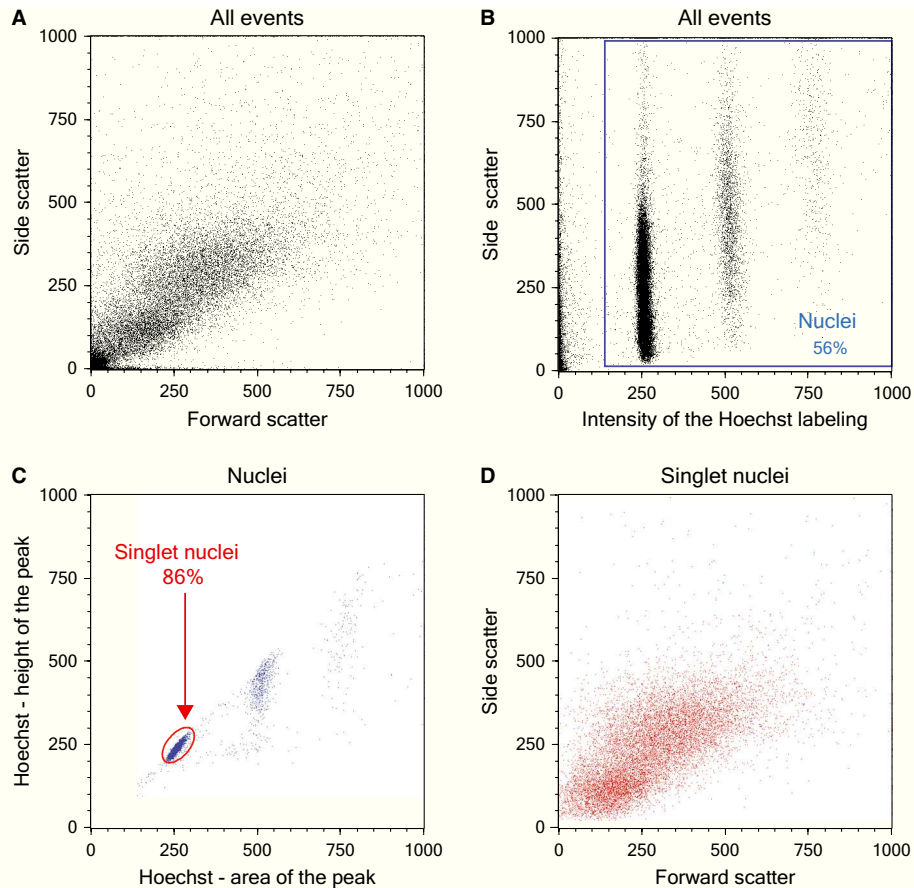 A
All events
1000
750
500
250
0
Side scatter
0 250 500 750 1000
Forward scatter
B
All events
1000
750
500
250
0
Side scatter
Nuclei
56%
0 250 500 750 1000
Intensity of the Hoechst labeling
C
Nuclei
1000
750
500
250
0
Hoechst - height of the peak
Singlet nuclei
86%
0 250 500 750 1000
Hoechst - area of the peak
D
Singlet nuclei
1000
750
500
250
0
Side scatter
0 250 500 750 1000
Forward scatter